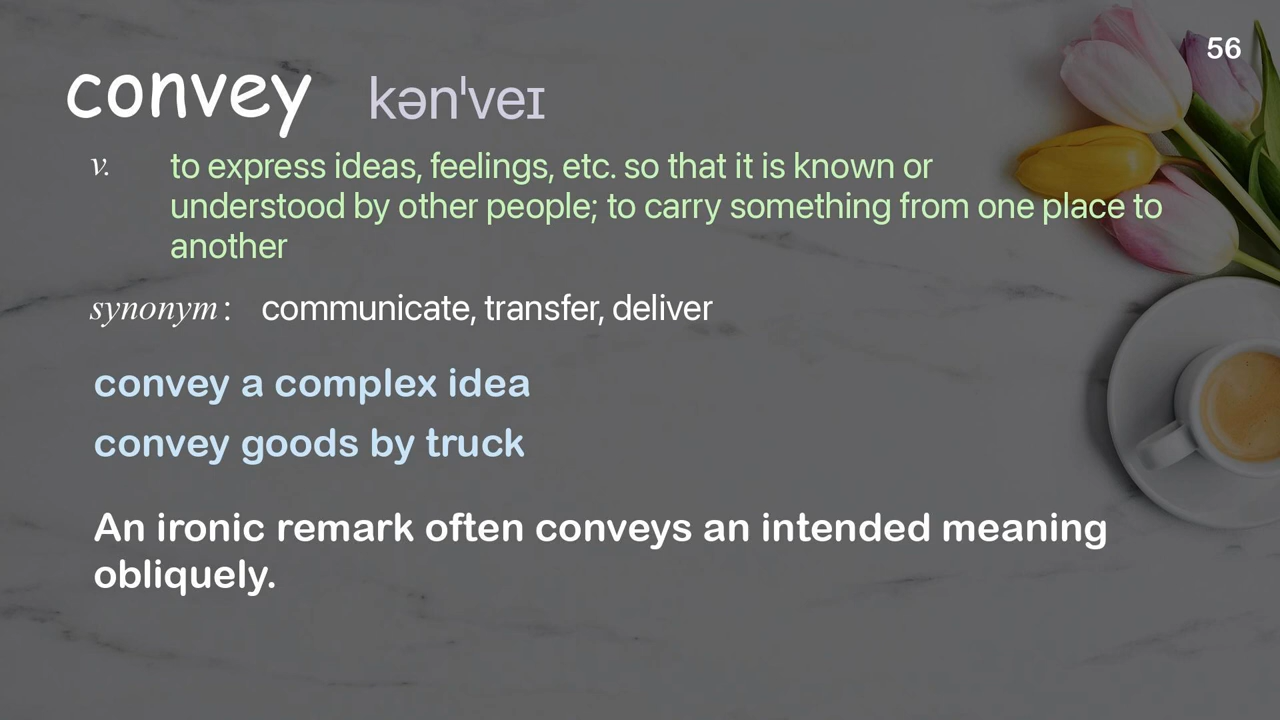 56
convey kən'veɪ
v. to express ideas, feelings, etc. so that it is known or
understood by other people; to carry something from one place to
another
synonym: communicate, transfer, deliver
convey a complex idea
convey goods by truck
An ironic remark often conveys an intended meaning
obliquely.